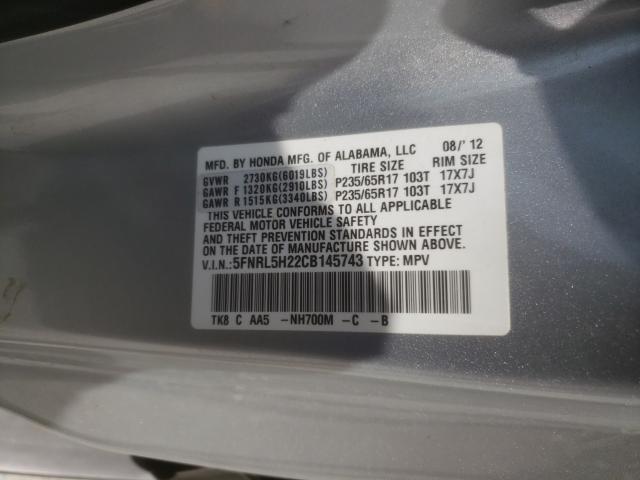 MFD. BY HONDA MFG. OF ALABAMA, LLC 08/'12
TIRE SIZE RIM SIZE
GVWR 2730KG(6019LBS)
GAWR F 1320KG(2910LBS) P235/65R17 103T 17X7J
GAWR R 1515KG(3340LBS) P235/65R17 103T 17X7J
THIS VEHICLE CONFORMS TO ALL APPLICABLE
FEDERAL MOTOR VEHICLE SAFETY
AND THEFT PREVENTION STANDARDS IN EFFECT
ON THE DATE OF MANUFACTURE SHOWN ABOVE.
V.I.N.:5FNRL5H22CB145743 TYPE: MPV
TK8 C AA5 -NH700M -C -B